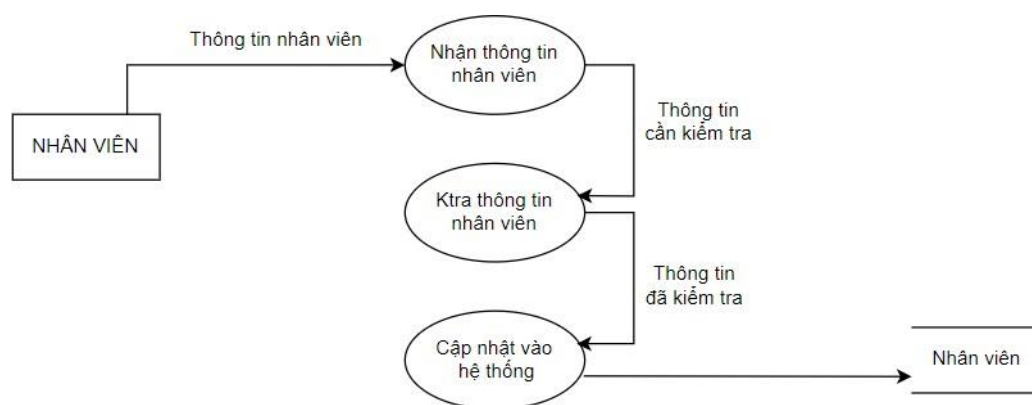 Thông tin nhân viên
Nhận thông tin
nhân viên
NHÂN VIÊN
Thông tin
cần kiểm tra
Ktra thông tin
nhân viên
Thông tin
đã kiểm tra
Cập nhật vào
hệ thống
Nhân viên